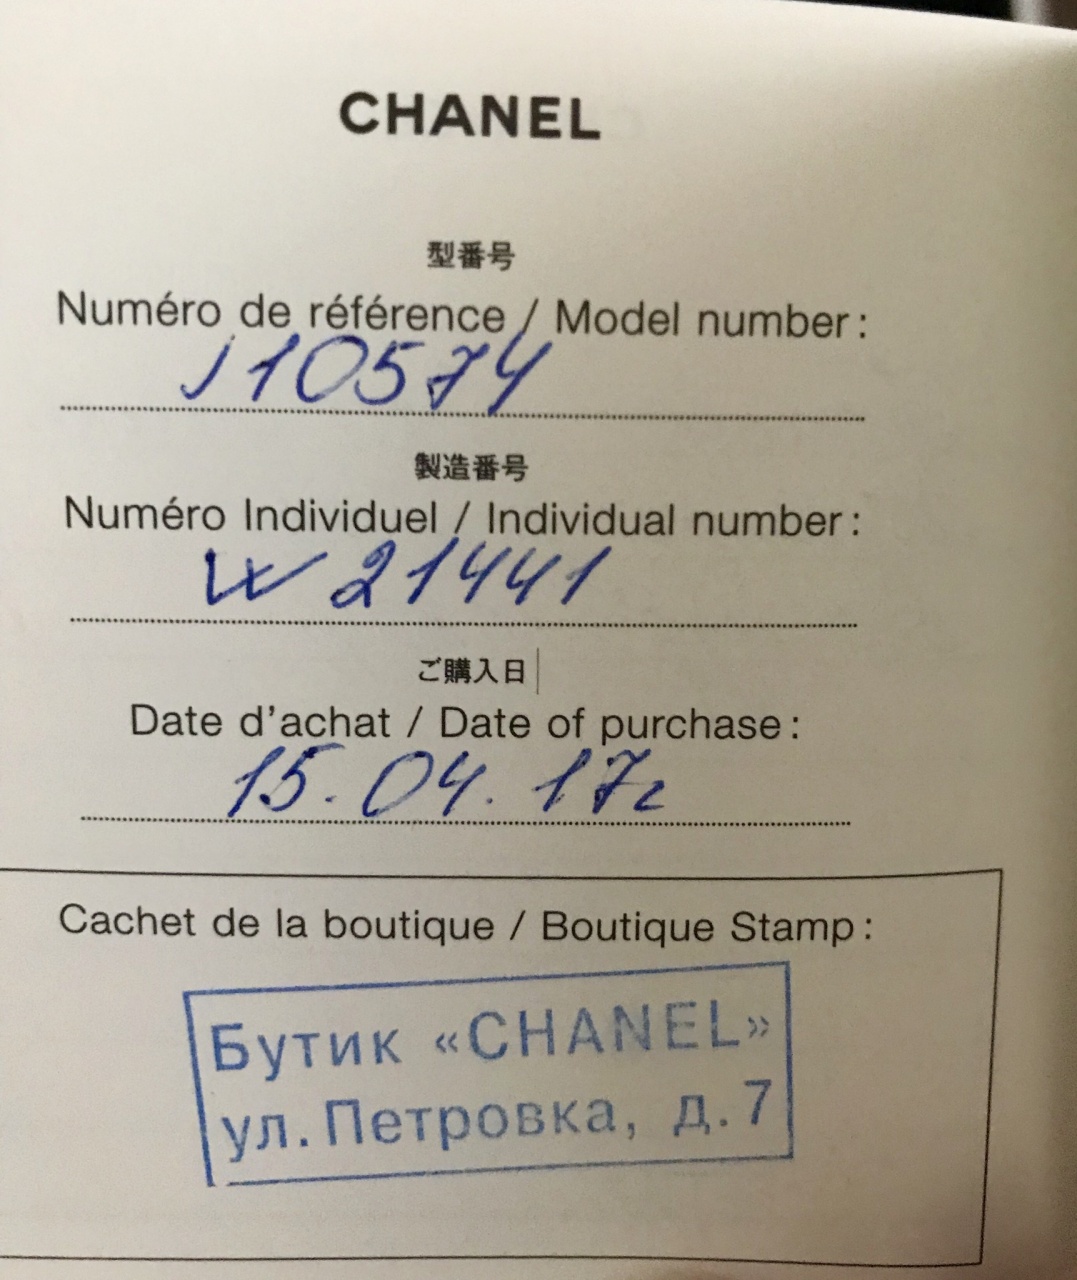 CHANEL
型番号
Numéro de référence / Model number:
J10574
製造番号
Numéro Individuel / Individual number:
W 21441
ご購入日
Date d'achat / Date of purchase:
15.04.17г
Cachet de la boutique / Boutique Stamp:
Бутик «CHANEL»
ул. Петровка, д. 7